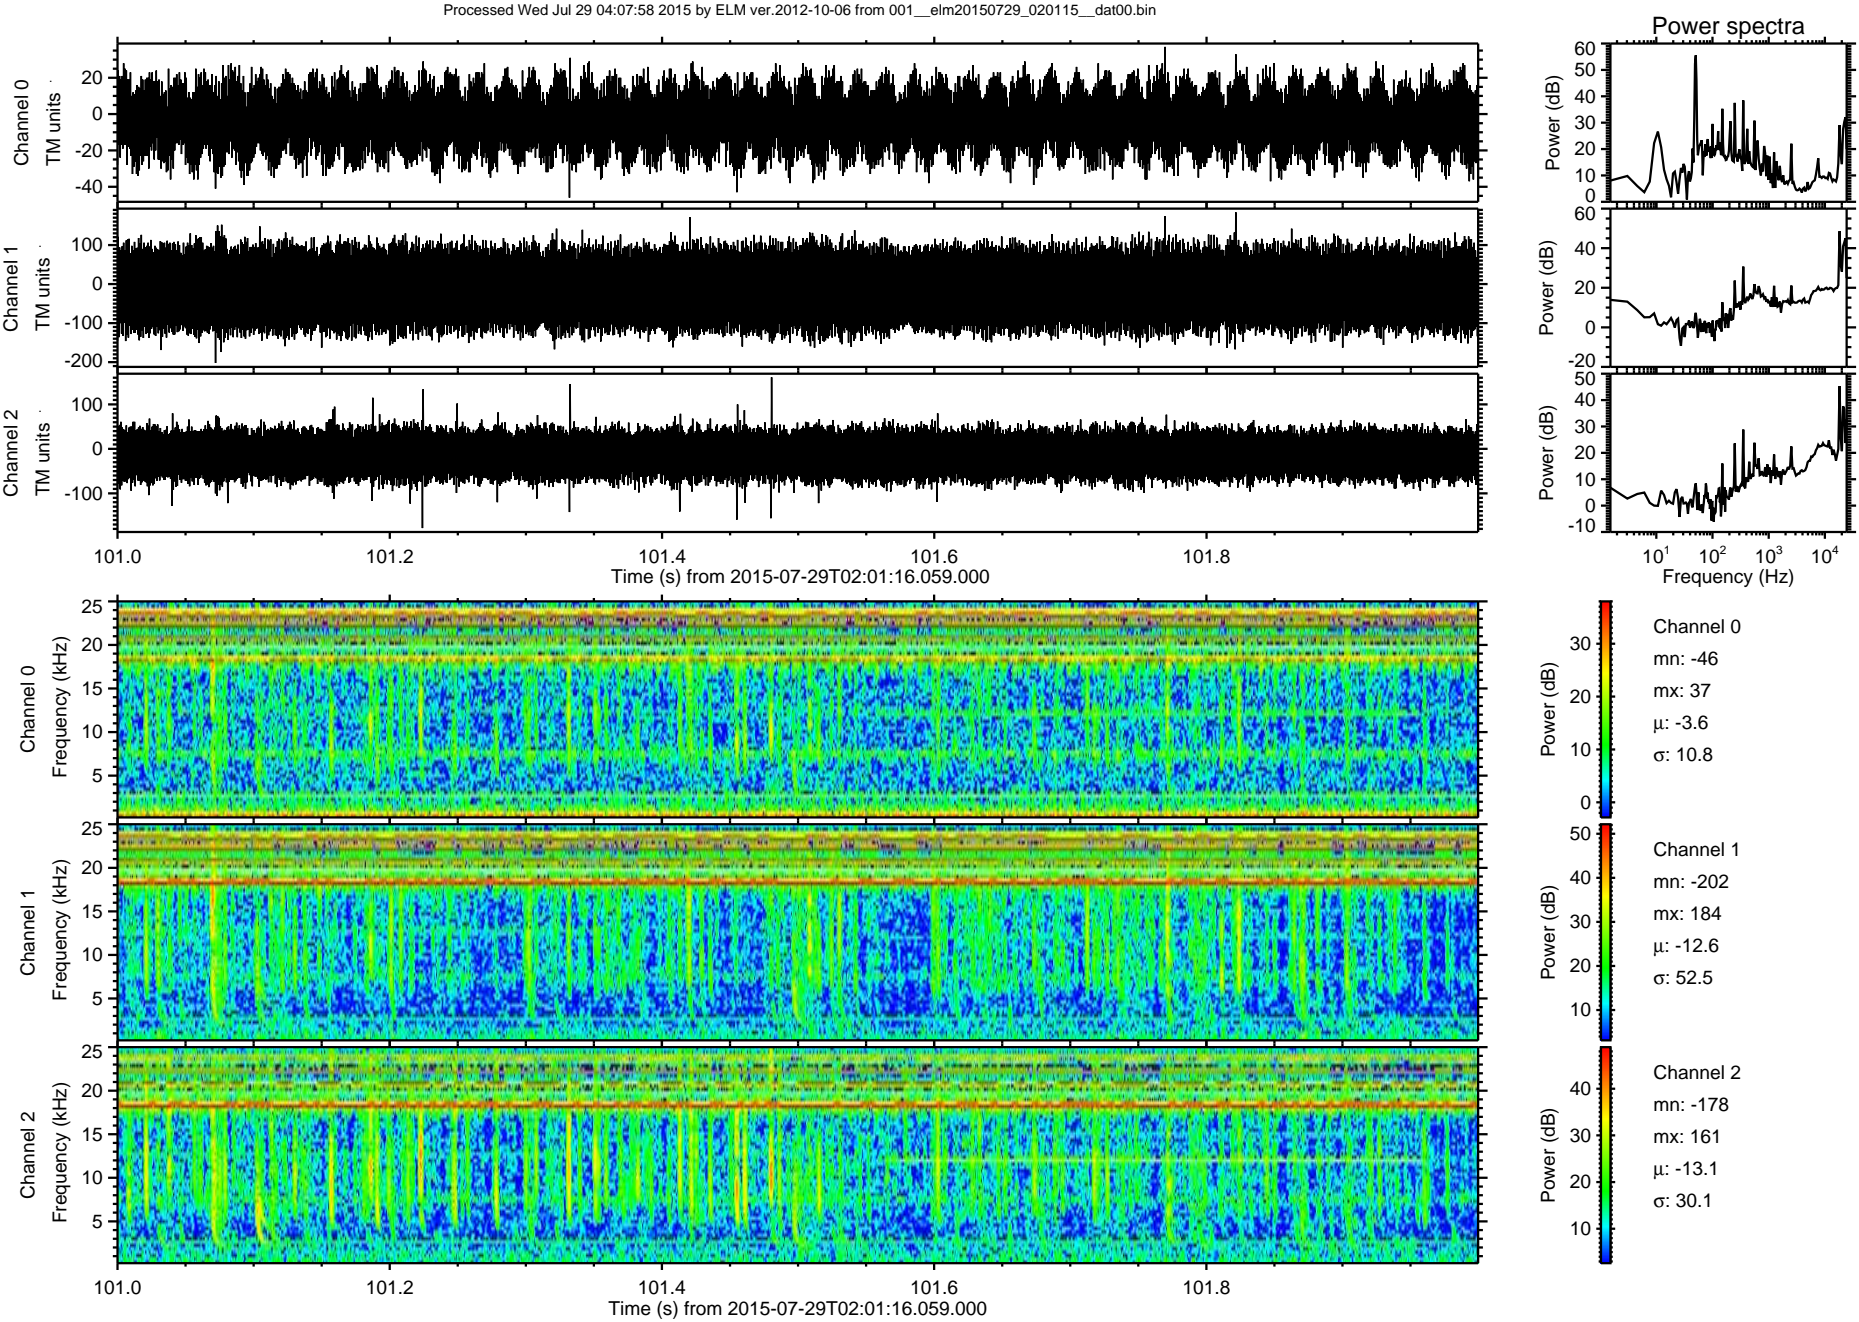 Processed Wed Jul 29 04:07:58 2015 by ELM ver.2012-10-06 from 001__elm20150729_020115__dat00.bin
Power spectra
Channel 0
TM units
20
0
-20
-40
Power (dB)
60
50
40
30
20
10
0
Channel 1
TM units
100
0
-100
-200
Power (dB)
60
40
20
0
-20
Channel 2
TM units
100
0
-100
Power (dB)
50
40
30
20
10
0
-10
101.0 101.2 101.4 101.6 101.8
Time (s) from 2015-07-29T02:01:16.059.000
10¹ 10² 10³ 10⁴
Frequency (Hz)
Channel 0
Frequency (kHz)
25
20
15
10
5
Power (dB)
30
20
10
0
Channel 0
mn: -46
mx: 37
μ: -3.6
σ: 10.8
Channel 1
Frequency (kHz)
25
20
15
10
5
Power (dB)
50
40
30
20
10
Channel 1
mn: -202
mx: 184
μ: -12.6
σ: 52.5
Channel 2
Frequency (kHz)
25
20
15
10
5
Power (dB)
40
30
20
10
Channel 2
mn: -178
mx: 161
μ: -13.1
σ: 30.1
101.0 101.2 101.4 101.6 101.8
Time (s) from 2015-07-29T02:01:16.059.000